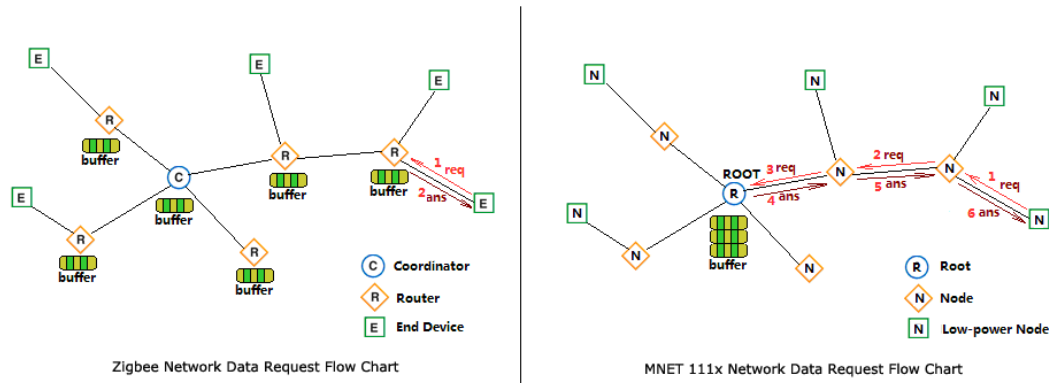 E
E
E
R
buffer
R
buffer
R
buffer
1
req
2
ans
C
buffer
E
E
R
buffer
R
buffer
C Coordinator
R Router
E End Device
Zigbee Network Data Request Flow Chart
N
N
N
N
ROOT
R
buffer
3 req
4 ans
N
2 req
5 ans
N
1
req
6 ans
N
N
N
N
R Root
N Node
N Low-power Node
MNET 111x Network Data Request Flow Chart